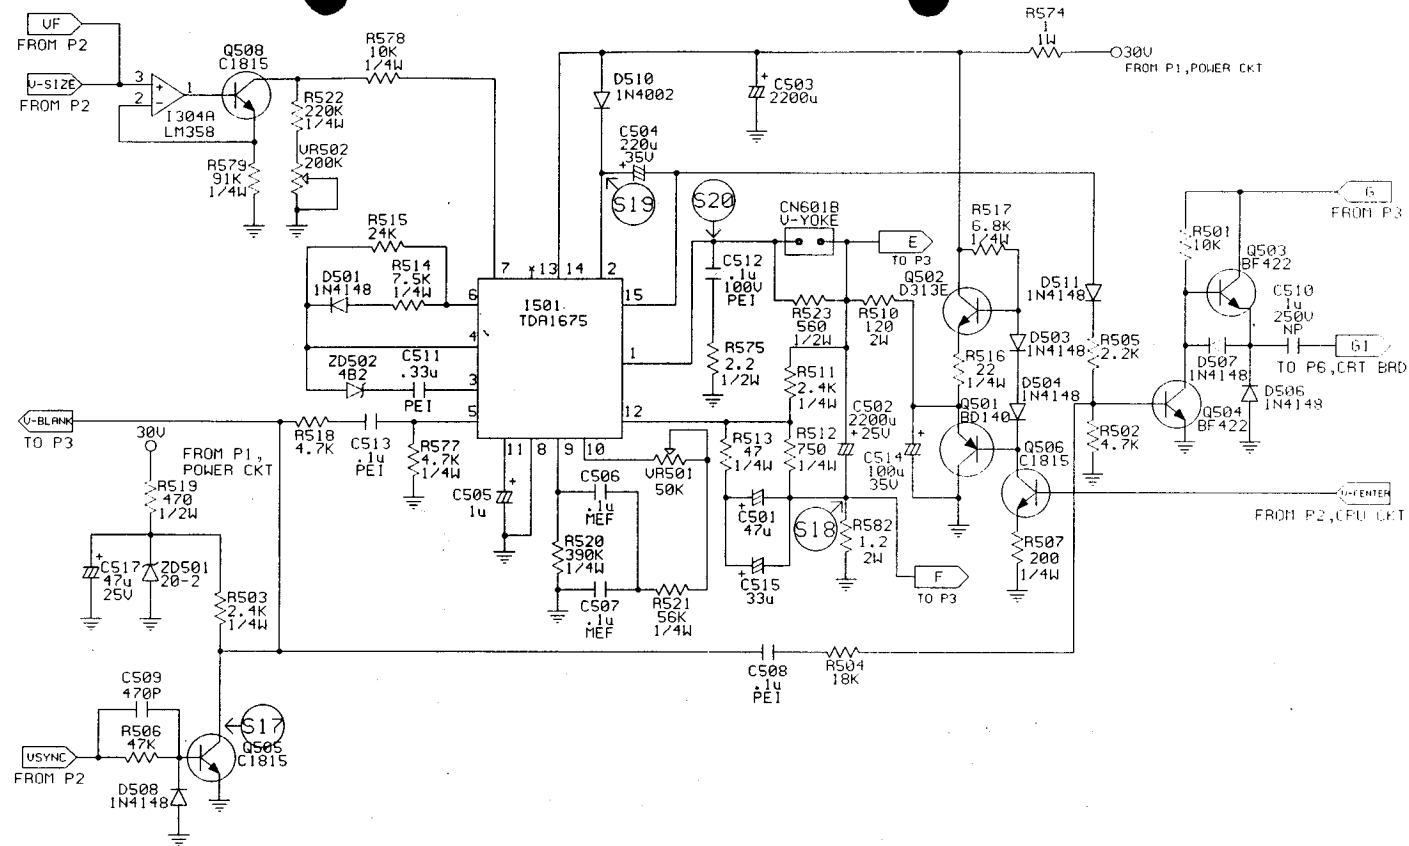 VF
FROM P2
V-SIZE
FROM P2
3
2
1
+
-
I304A
LM358
Q508
C1815
R578
10K
1/4W
R522
220K
1/4W
VR502
200K
R579
91K
1/4W
R574
1
1W
30V
FROM P1,POWER CKT
D510
1N4002
C503
2200u
C504
220u
35V
S19
S20
CN601B
V-YOKE
E
TO P3
R517
6.8K
1/4W
G
FROM P3
R501
10K
Q503
BF422
R515
24K
D501
1N4148
R514
7.5K
1/4W
7
13
14
2
6
4
3
5
15
1
12
11
8
9
10
I501
TDA1675
C512
.1u
100V
PEI
R523
560
1/2W
R510
120
2W
Q502
D313E
D511
1N4148
C510
1u
250V
NP
G1
TO P6,CRT BRD
ZD502
4B2
C511
.33u
PEI
R575
2.2
1/2W
R511
2.4K
1/4W
R516
22
1/4W
D503
1N4148
R505
2.2K
D507
1N4148
D506
1N4148
D504
1N4148
Q501
BD140
Q504
BF422
V-BLANK
TO P3
30V
FROM P1,
POWER CKT
R518
4.7K
C513
.1u
PEI
R577
4.7K
1/4W
R513
47
1/4W
R512
750
1/4W
C502
2200u
25V
C514
100u
35V
Q506
C1815
R502
4.7K
R519
470
1/2W
C505
1u
VR501
50K
C506
.1u
MEF
C501
47u
S18
R582
1.2
2W
V-CENTER
FROM P2,CPU CKT
R507
200
1/4W
C517
47u
25V
ZD501
20-2
R520
390K
1/4W
C507
.1u
MEF
R521
56K
1/4W
C515
33u
F
TO P3
R503
2.4K
1/4W
C508
.1u
PEI
R504
18K
C509
470P
R506
47K
S17
Q505
C1815
VSYNC
FROM P2
D508
1N4148